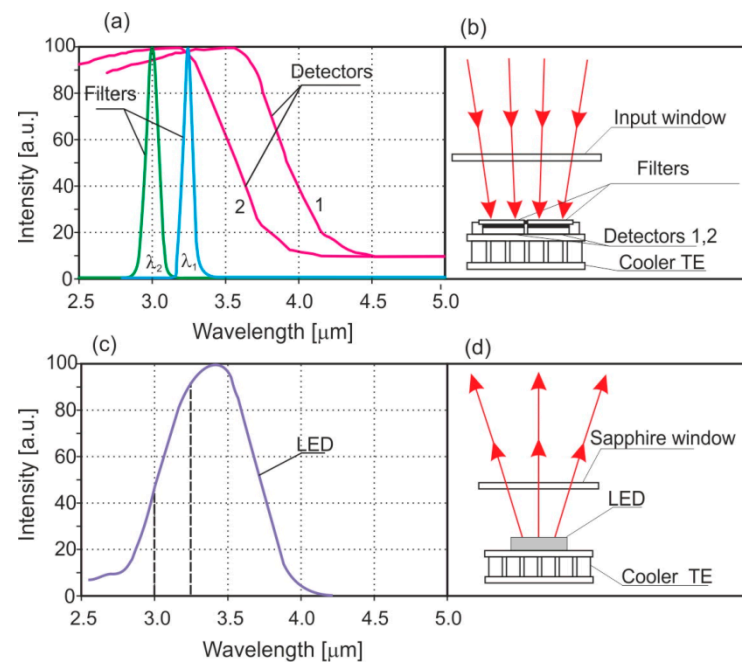 (a)
Intensity [a.u.]
100
80
60
40
20
0
Filters
Detectors
2
1
λ₂
λ₁
2.5 3.0 3.5 4.0 4.5 5.0
Wavelength [μm]
(b)
Input window
Filters
Detectors 1,2
Cooler TE
(c)
Intensity [a.u.]
100
80
60
40
20
0
LED
2.5 3.0 3.5 4.0 4.5 5.0
Wavelength [μm]
(d)
Sapphire window
LED
Cooler TE